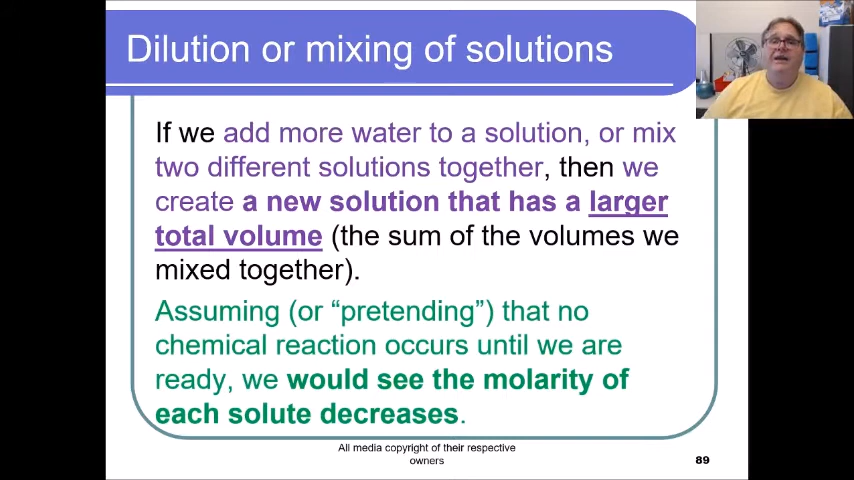 Dilution or mixing of solutions
If we add more water to a solution, or mix
two different solutions together, then we
create a new solution that has a larger
total volume (the sum of the volumes we
mixed together).
Assuming (or “pretending”) that no
chemical reaction occurs until we are
ready, we would see the molarity of
each solute decreases.
All media copyright of their respective
owners
89